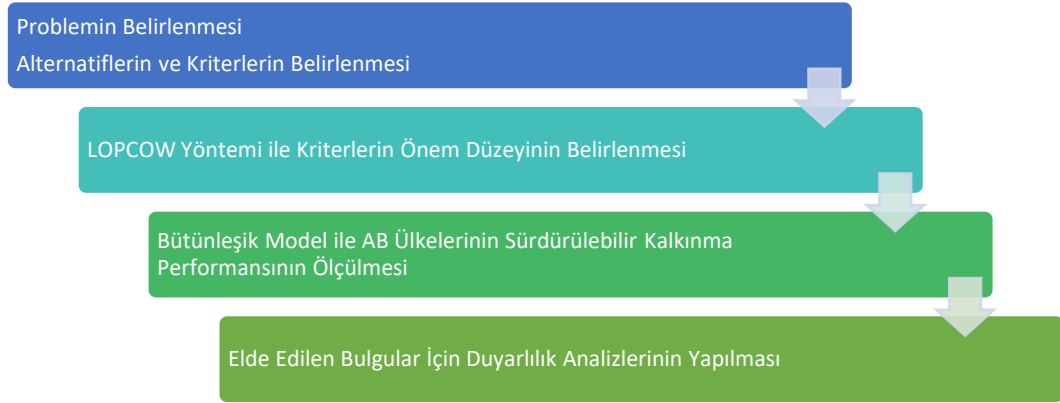 Problemin Belirlenmesi
Alternatiflerin ve Kriterlerin Belirlenmesi
LOPCOW Yöntemi ile Kriterlerin Önem Düzeyinin Belirlenmesi
Bütünleşik Model ile AB Ülkelerinin Sürdürülebilir Kalkınma
Performansının Ölçülmesi
Elde Edilen Bulgular İçin Duyarlılık Analizlerinin Yapılması